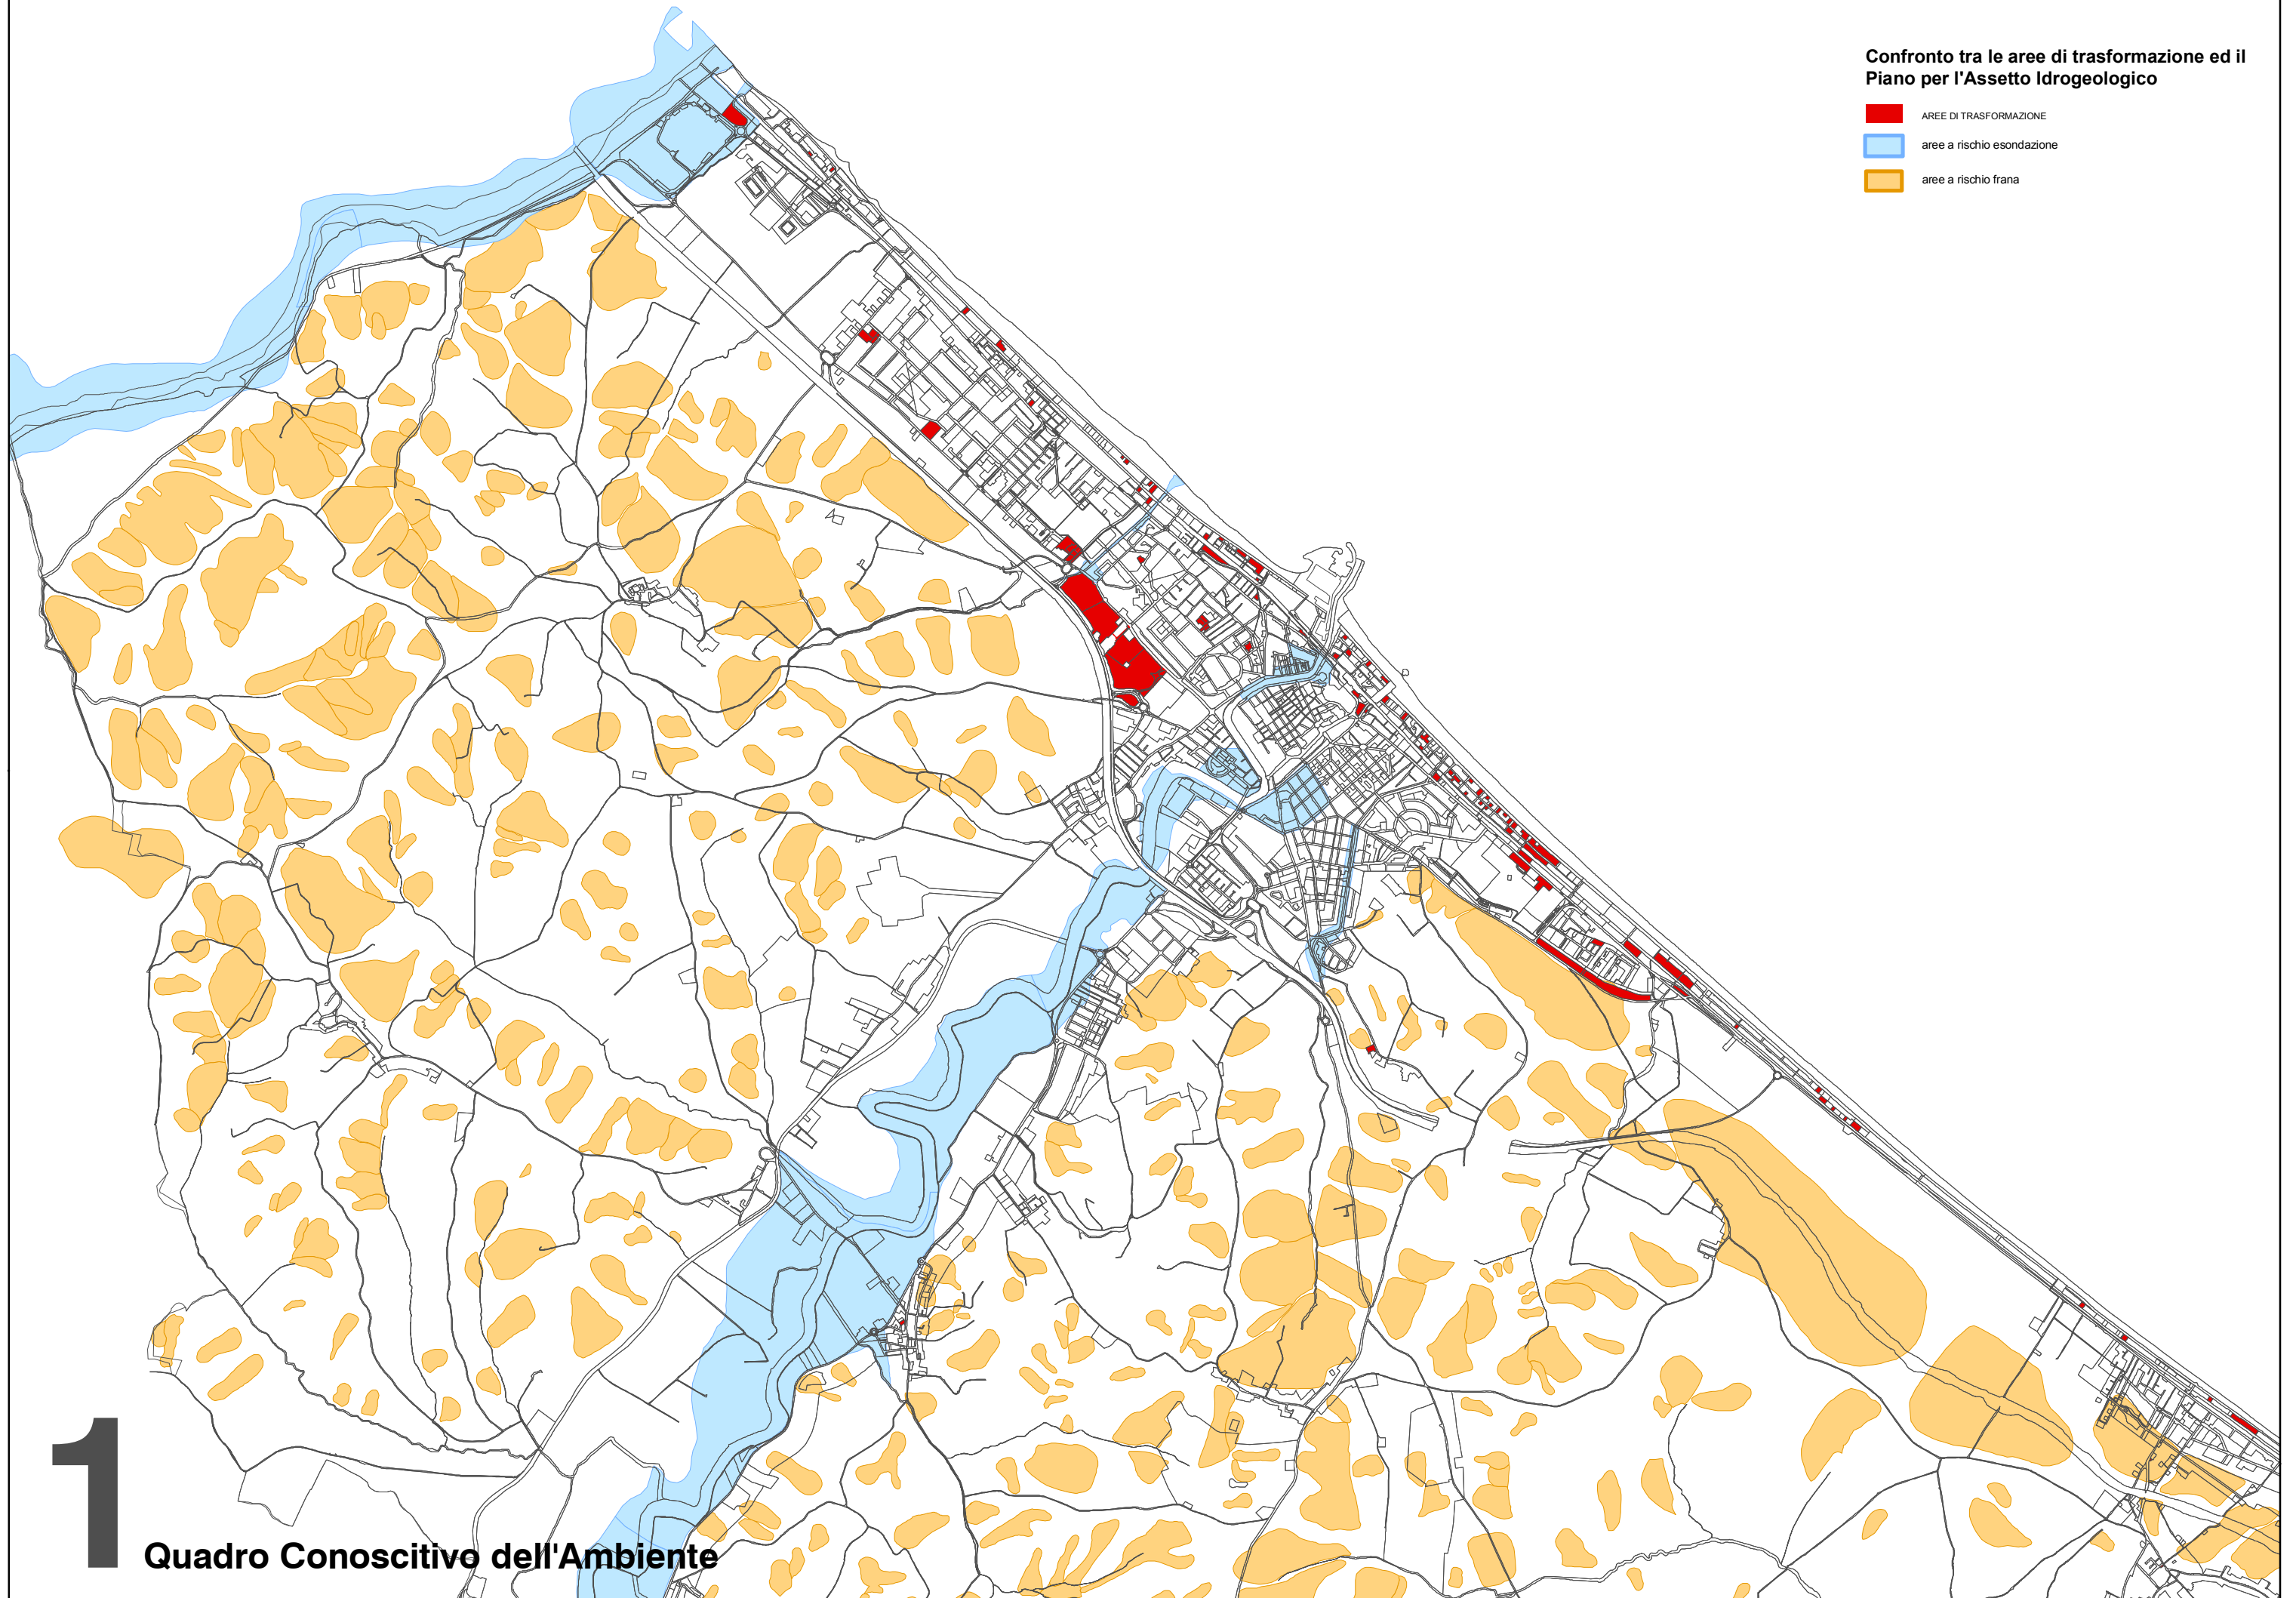 Confronto tra le aree di trasformazione ed il
Piano per l'Assetto Idrogeologico
AREE DI TRASFORMAZIONE
aree a rischio esondazione
aree a rischio frana
1 Quadro Conoscitivo dell'Ambiente